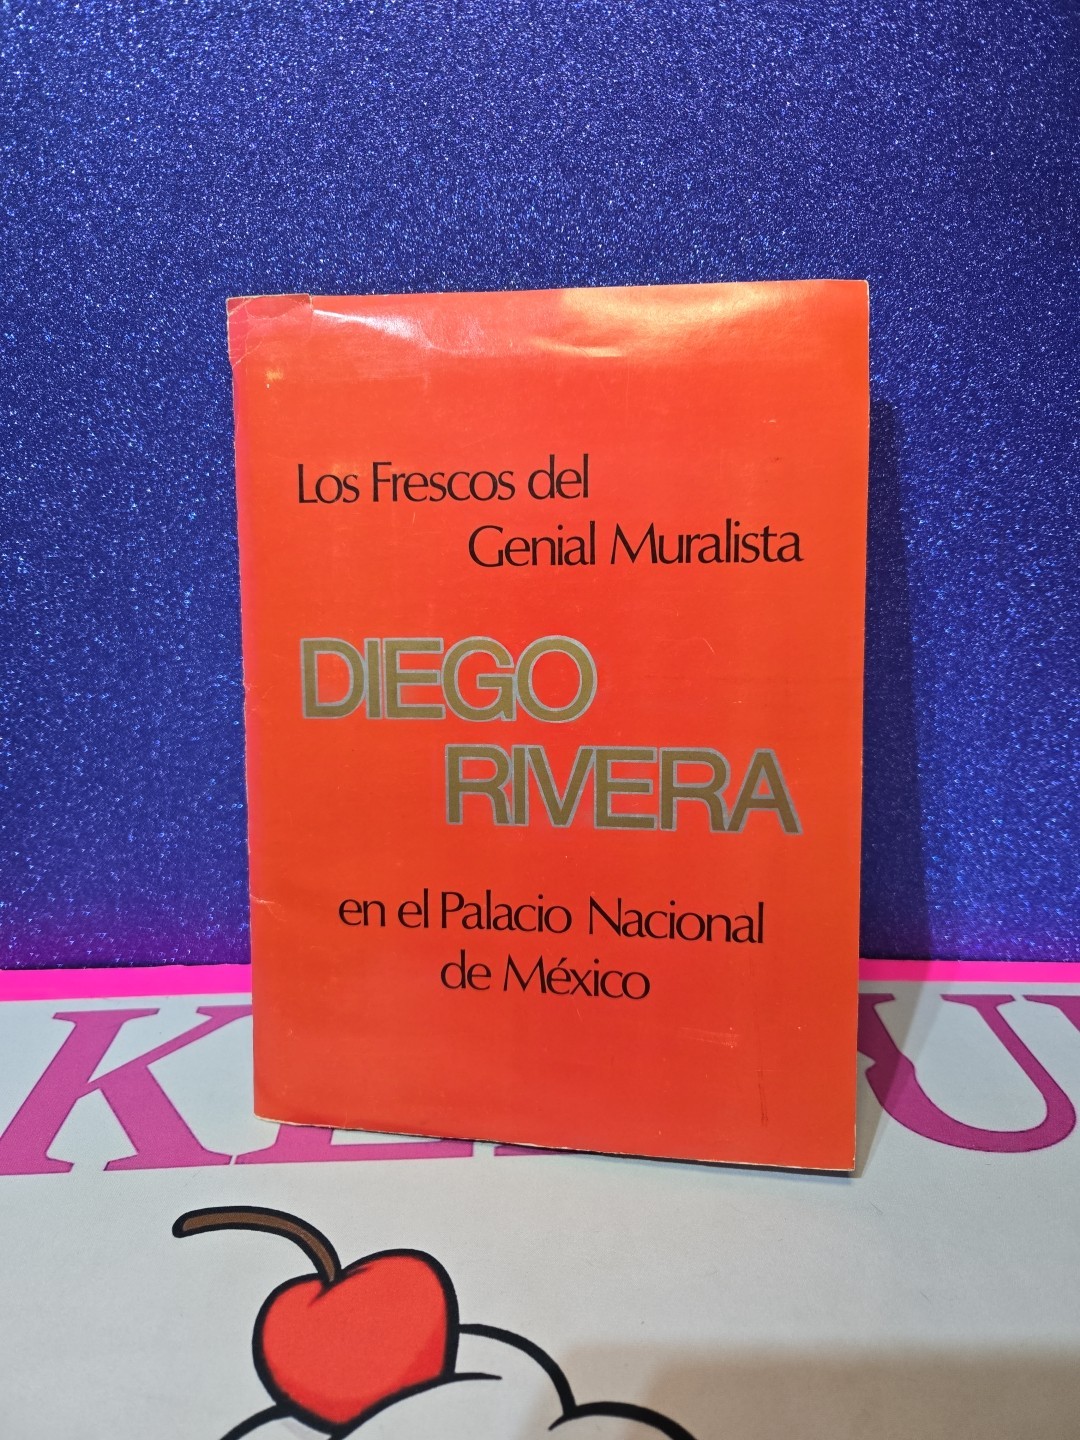 Los Frescos del
Genial Muralista
DIEGO
RIVERA
en el Palacio Nacional
de México